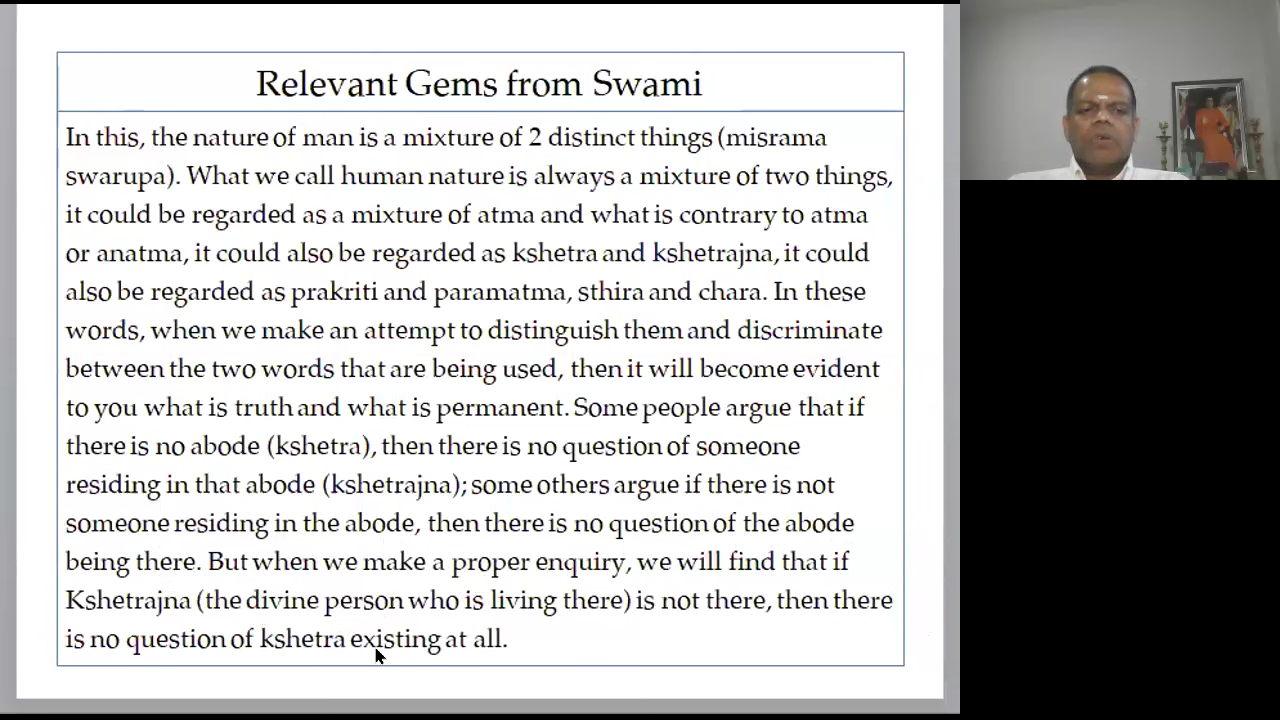 Relevant Gems from Swami
In this, the nature of man is a mixture of 2 distinct things (misrama
swarupa). What we call human nature is always a mixture of two things,
it could be regarded as a mixture of atma and what is contrary to atma
or anatma, it could also be regarded as kshetra and kshetrajna, it could
also be regarded as prakriti and paramatma, sthira and chara. In these
words, when we make an attempt to distinguish them and discriminate
between the two words that are being used, then it will become evident
to you what is truth and what is permanent. Some people argue that if
there is no abode (kshetra), then there is no question of someone
residing in that abode (kshetrajna); some others argue if there is not
someone residing in the abode, then there is no question of the abode
being there. But when we make a proper enquiry, we will find that if
Kshetrajna (the divine person who is living there) is not there, then there
is no question of kshetra existing at all.